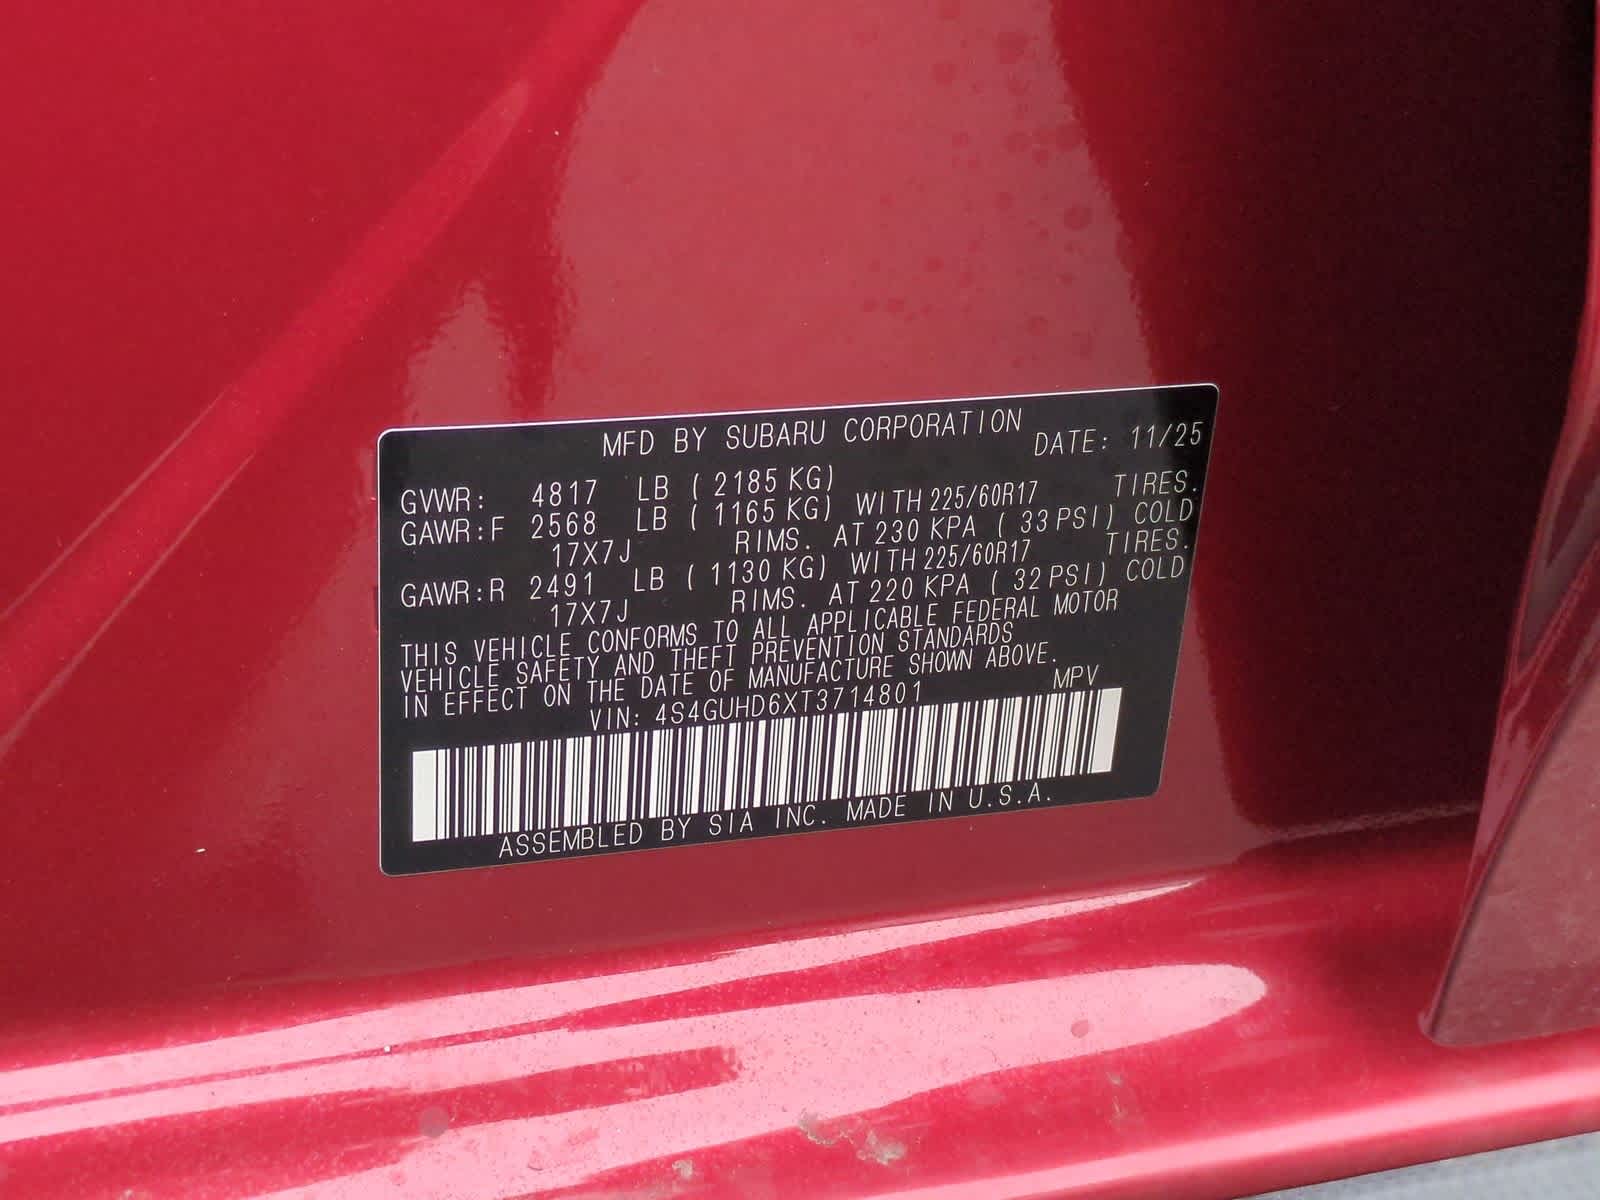 MFD BY SUBARU CORPORATION DATE: 11/25
GVWR: 4817 LB ( 2185 KG)
GAWR:F 2568 LB ( 1165 KG) WITH 225/60R17 TIRES.
17X7J RIMS. AT 230 KPA ( 33 PSI) COLD
GAWR:R 2491 LB ( 1130 KG) WITH 225/60R17 TIRES.
17X7J RIMS. AT 220 KPA ( 32 PSI) COLD
THIS VEHICLE CONFORMS TO ALL APPLICABLE FEDERAL MOTOR
VEHICLE SAFETY AND THEFT PREVENTION STANDARDS
IN EFFECT ON THE DATE OF MANUFACTURE SHOWN ABOVE.
VIN: 4S4GUHD6XT3714801 MPV
ASSEMBLED BY SIA INC. MADE IN U.S.A.